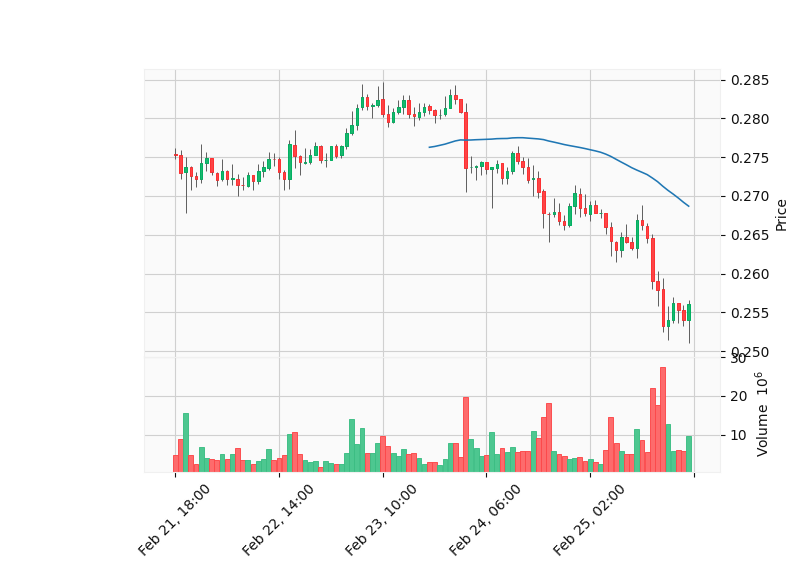 0.285
0.280
0.275
0.270
0.265
0.260
0.255
0.250
Price
30
20
10
Volume 10⁶
Feb 21, 18:00
Feb 22, 14:00
Feb 23, 10:00
Feb 24, 06:00
Feb 25, 02:00